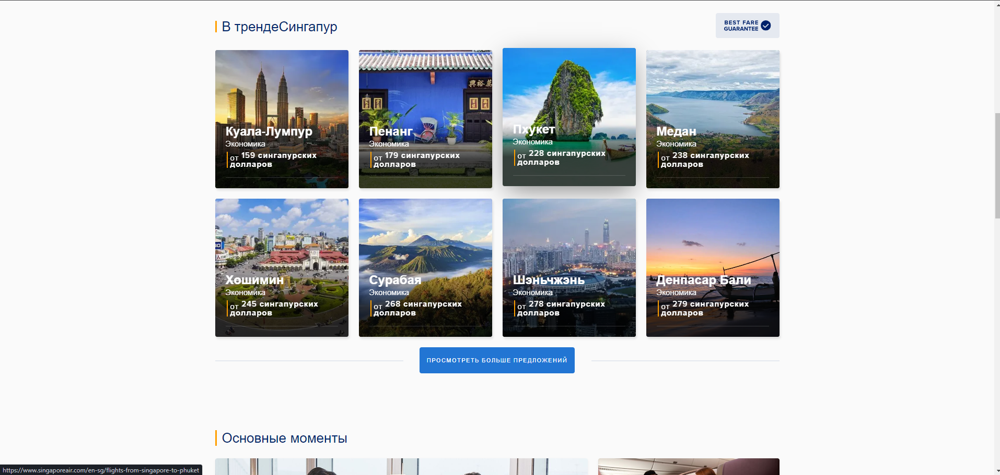 В трендеСингапур
BEST FARE
GUARANTEE
Куала-Лумпур
Экономика
от 159 сингапурских
долларов
興裕萬
Пенанг
Экономика
от 179 сингапурских
долларов
Пхукет
Экономика
от 228 сингапурских
долларов
Медан
Экономика
от 238 сингапурских
долларов
Хошимин
Экономика
от 245 сингапурских
долларов
Сурабая
Экономика
от 268 сингапурских
долларов
Шэньчжэнь
Экономика
от 278 сингапурских
долларов
Денпасар Бали
Экономика
от 279 сингапурских
долларов
ПРОСМОТРЕТЬ БОЛЬШЕ ПРЕДЛОЖЕНИЙ
Основные моменты
https://www.singaporeair.com/en-sg/flights-from-singapore-to-phuket